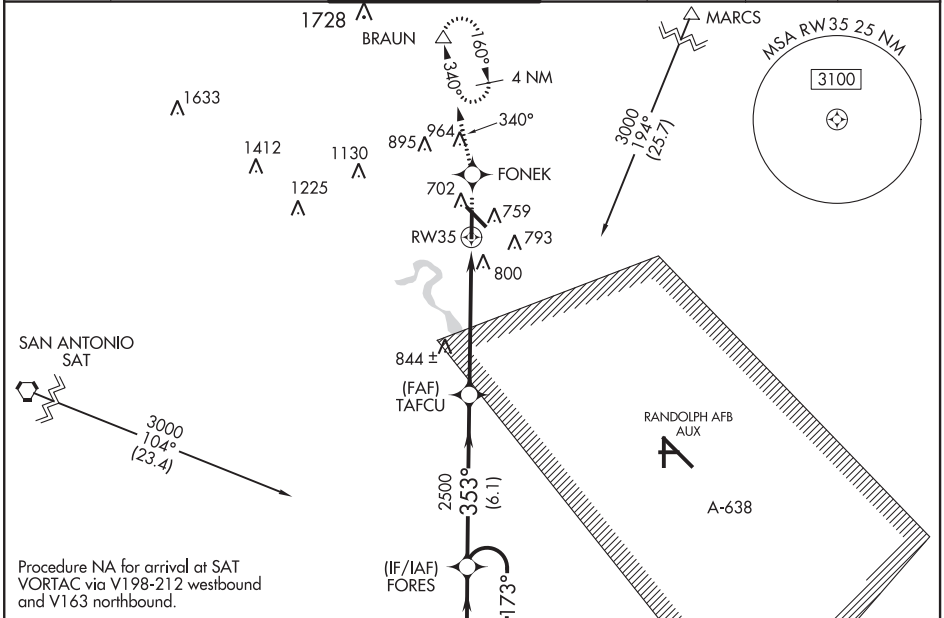 1728
BRAUN
160°
340°
4 NM
MARCS
MSA RW35 25 NM
3100
1633
3000
194°
(25.7)
895
964
340°
1412
1130
FONEK
1225
702
759
RW35
793
800
SAN ANTONIO
SAT
844 ±
(FAF)
TAFCU
RANDOLPH AFB
AUX
3000
104°
(23.4)
2500
353°
(6.1)
A-638
Procedure NA for arrival at SAT
VORTAC via V198-212 westbound
and V163 northbound.
(IF/IAF)
FORES
173°